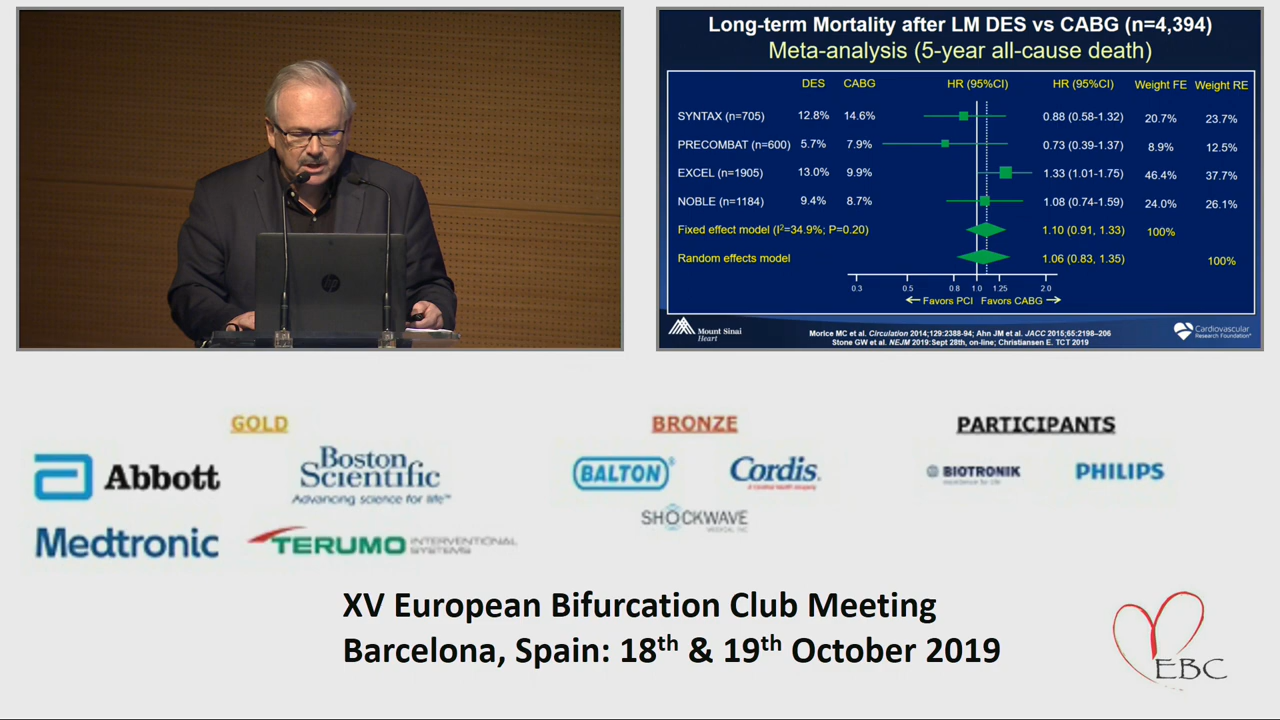 Long-term Mortality after LM DES vs CABG (n=4,394)
Meta-analysis (5-year all-cause death)
DES CABG HR (95%CI) HR (95%CI) Weight FE Weight RE
SYNTAX (n=705) 12.8% 14.6% 0.88 (0.58-1.32) 20.7% 23.7%
PRECOMBAT (n=600) 5.7% 7.9% 0.73 (0.39-1.37) 8.9% 12.5%
EXCEL (n=1905) 13.0% 9.9% 1.33 (1.01-1.75) 46.4% 37.7%
NOBLE (n=1184) 9.4% 8.7% 1.08 (0.74-1.59) 24.0% 26.1%
Fixed effect model (I²=34.9%; P=0.20) 1.10 (0.91, 1.33) 100%
Random effects model 1.06 (0.83, 1.35) 100%
0.3 0.5 0.8 1.0 1.25 2.0
Favors PCI Favors CABG
Mount Sinai
Heart
Morice MC et al. Circulation 2014;129:2388-94; Ahn JM et al. JACC 2015;65:2198–206
Stone GW et al. NEJM 2019:Sept 28th, on-line; Christiansen E. TCT 2019
Cardiovascular
Research Foundation
hp
GOLD
BRONZE
PARTICIPANTS
Abbott
Boston
Scientific
Advancing science for life™
BALTON®
Cordis.
BIOTRONIK
excellence for life
PHILIPS
SHOCKWAVE
MEDICAL, INC
Medtronic
TERUMO INTERVENTIONAL
SYSTEMS
XV European Bifurcation Club Meeting
Barcelona, Spain: 18th & 19th October 2019
EBC